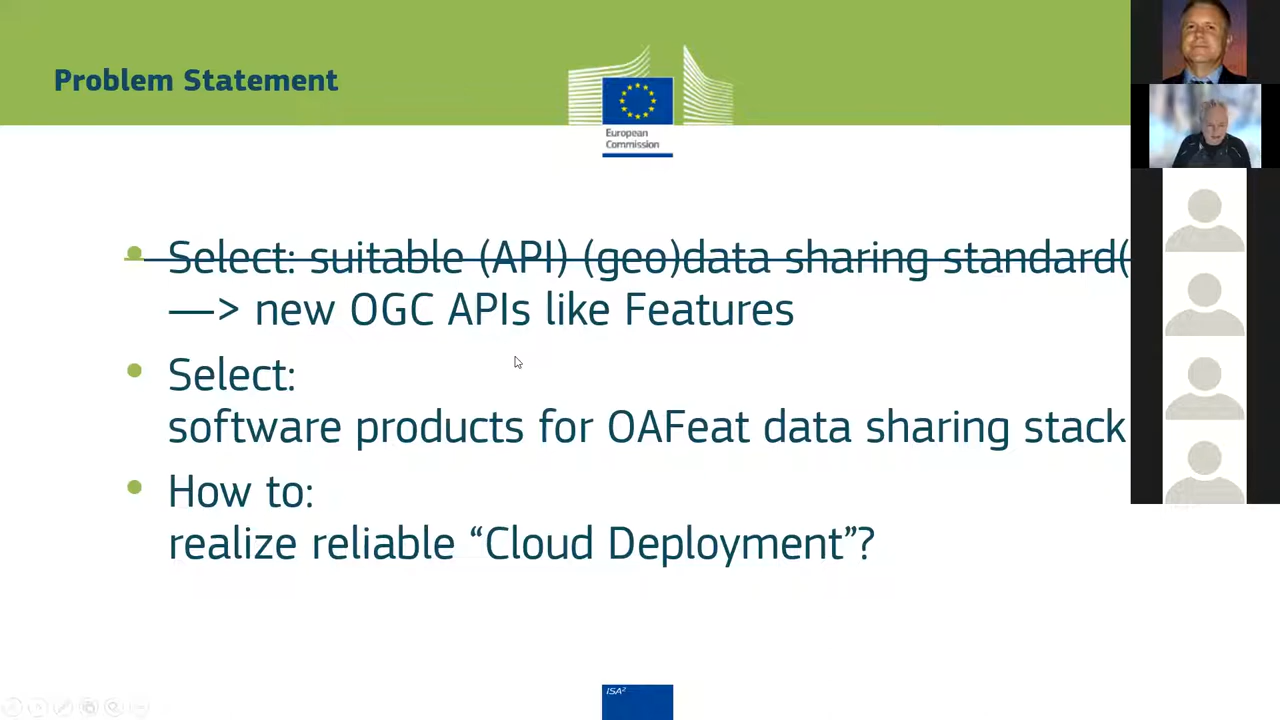 Problem Statement
European
Commission
Select: suitable (API) (geo)data sharing standard(
—> new OGC APIs like Features
Select:
software products for OAFeat data sharing stack
How to:
realize reliable “Cloud Deployment”?
ISA²